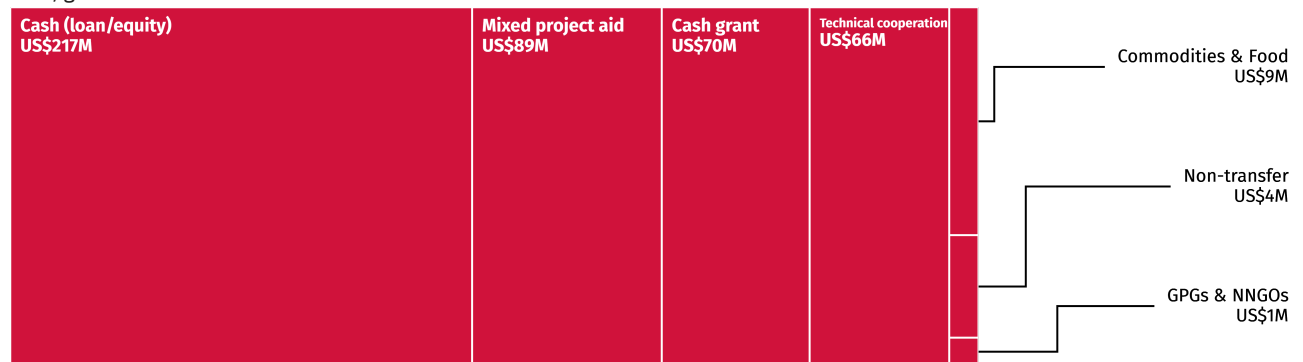 Cash (loan/equity)
US$217M
Mixed project aid
US$89M
Cash grant
US$70M
Technical cooperation
US$66M
Commodities & Food
US$9M
Non-transfer
US$4M
GPGs & NNGOs
US$1M